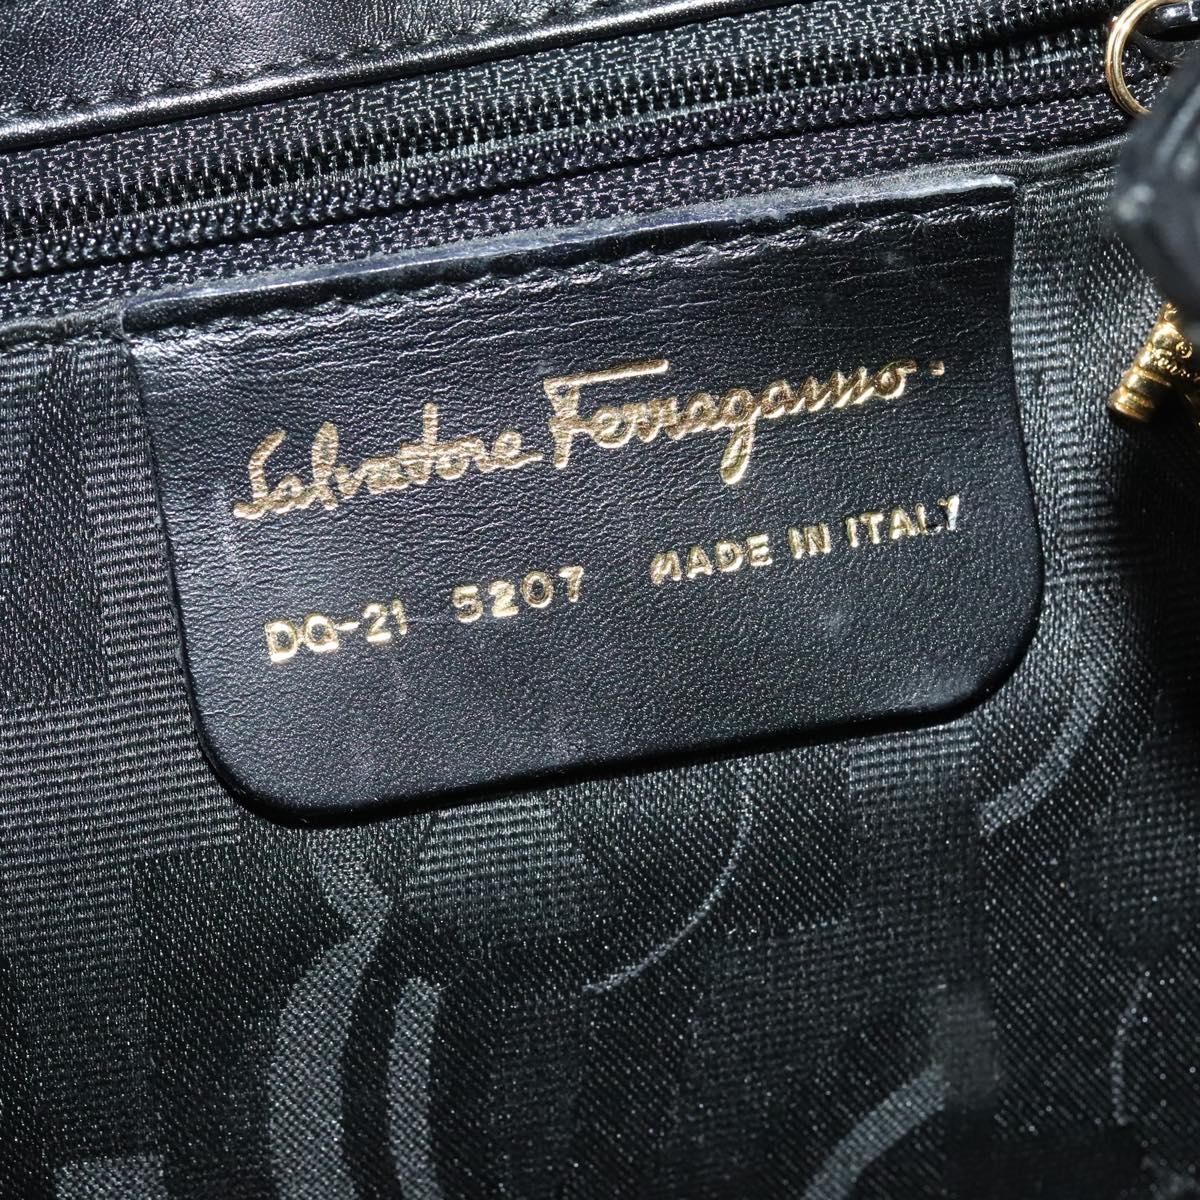 Salvatore Ferragamo.
DQ-21 5207 MADE IN ITALY